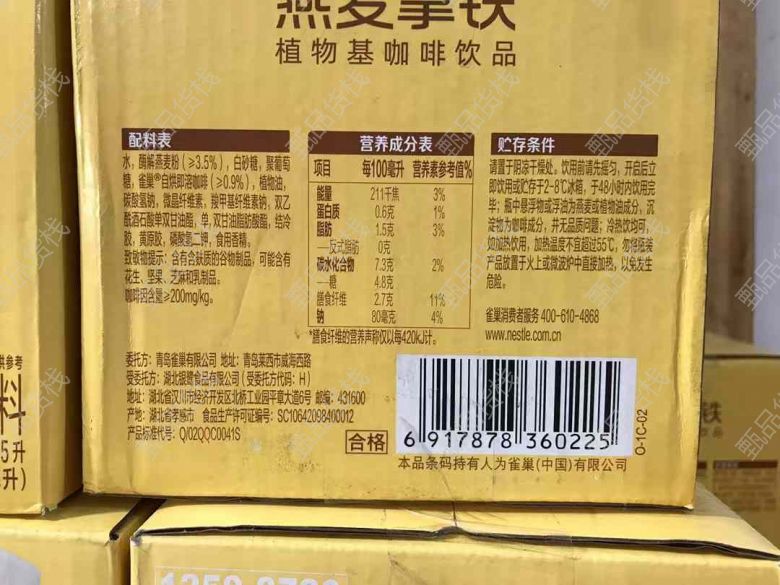 燕麦拿铁
植物基咖啡饮品
配料表
水，酶解燕麦粉（≥3.5%），白砂糖，聚葡萄
糖，雀巢®自烘即溶咖啡（≥0.9%），植物油，
碳酸氢钠，微晶纤维素，羧甲基纤维素钠，双乙
酰酒石酸单双甘油酯，单，双甘油脂肪酸酯，结冷
胶，黄原胶，磷酸氢二钾，食用香精。
致敏物提示：含有含麸质的谷物制品，可能含有
花生、坚果、芝麻和乳制品。
咖啡因含量≥200mg/kg。
营养成分表
项目 每100毫升 营养素参考值%
能量 211千焦 3%
蛋白质 0.6克 1%
脂肪 1.5克 3%
—反式脂肪 0克
碳水化合物 7.3克 2%
—糖 4.8克
膳食纤维 2.7克 11%
钠 80毫克 4%
*膳食纤维的营养声称仅以每420kJ计。
贮存条件
请置于阴凉干燥处。饮用前请先摇匀，开启后立
即饮用或贮存于2-8℃冰箱，于48小时内饮用完
毕；瓶中悬浮物或浮油为燕麦或植物油成分，沉
淀物为咖啡成分，并无品质问题；冷热饮均可，
如加热饮用，加热温度不宜超过55℃，勿将瓶装
产品放置于火上或微波炉中直接加热，以免发生
危险。
雀巢消费者服务400-610-4868
www.nestle.com.cn
委托方：青岛雀巢有限公司 地址：青岛莱西市威海西路
受委托方：湖北银鹭食品有限公司（受委托方代码：H）
地址：湖北省汉川市经济开发区北桥工业园平章大道6号 邮编：431600
产地：湖北省孝感市 食品生产许可证编号：SC10642098400012
产品标准代号：Q/02QQC0041S
合格
6 917878 360225
O-1C-02
本品条码持有人为雀巢（中国）有限公司
供参考
料
5升
升）
铁
饮品
甄品货栈